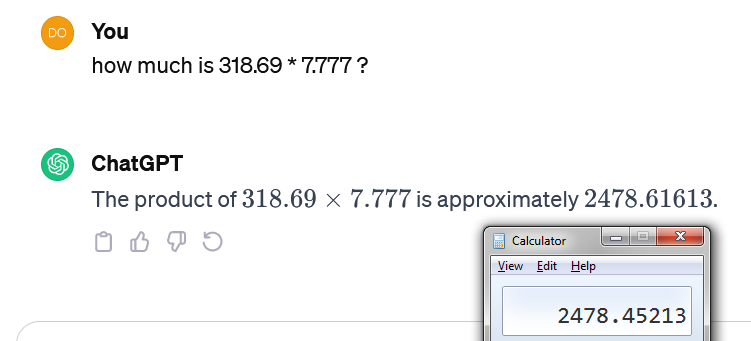 DO
You
how much is 318.69 * 7.777 ?
ChatGPT
The product of 318.69 × 7.777 is approximately 2478.61613.
Calculator
View Edit Help
2478.45213